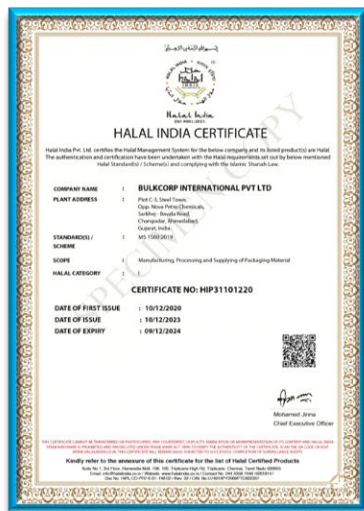 Halal India
HALAL INDIA CERTIFICATE
Halal India Pvt. Ltd. certifies the Halal Management System for the below company and its listed product(s) are Halal.
The authentication and certification have been undertaken with the Halal requirements set out by below mentioned
Halal Standard(s) / Scheme(s) and complying with the Islamic Shariah Law.
COMPANY NAME : BULKCORP INTERNATIONAL PVT LTD
PLANT ADDRESS : Plot C-3, Steel Town,
Opp. Nova Petro Chemicals,
Sarkhej - Bavala Road,
Changodar, Ahmedabad,
Gujarat, India.
STANDARD(S) / : MS 1500:2019
SCHEME
SCOPE : Manufacturing, Processing and Supplying of Packaging Material
HALAL CATEGORY :
CERTIFICATE NO: HIP31101220
DATE OF FIRST ISSUE : 10/12/2020
DATE OF ISSUE : 10/12/2023
DATE OF EXPIRY : 09/12/2024
SPECIMEN COPY
Mohamed Jinna
Chief Executive Officer
Kindly refer to the annexure of this certificate for the list of Halal Certified Products